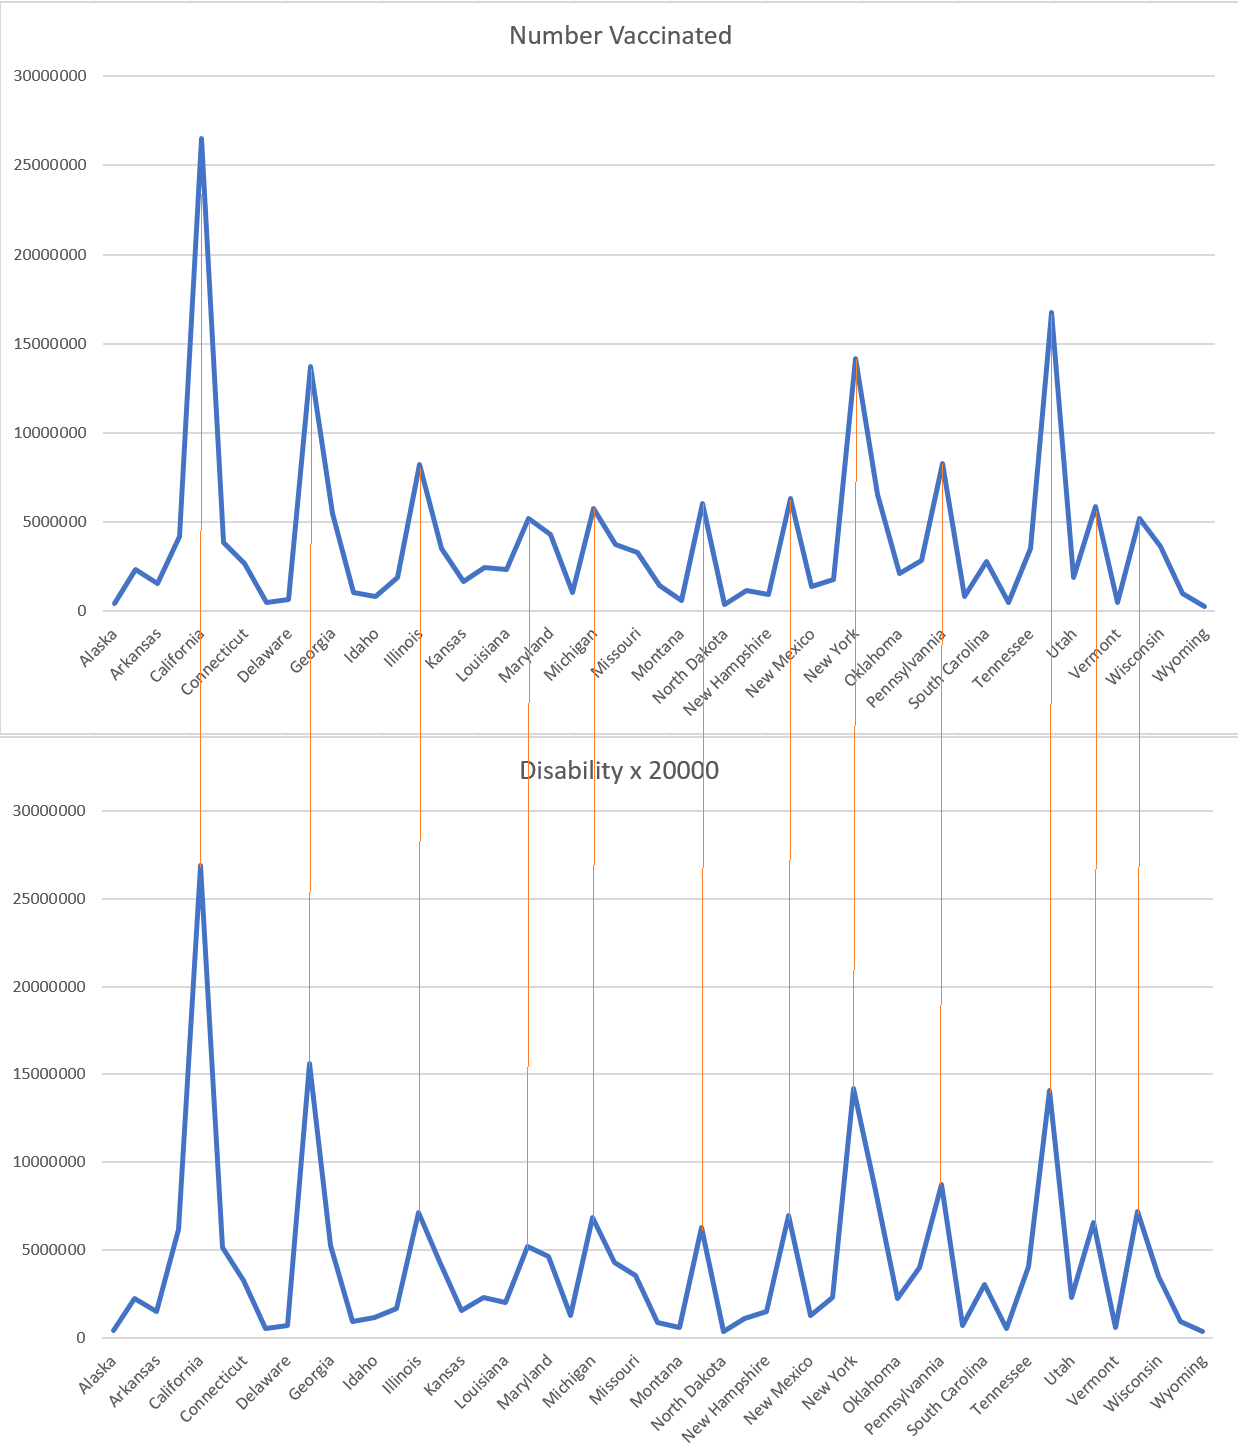 Number Vaccinated
30000000
25000000
20000000
15000000
10000000
5000000
0
Alaska
Arkansas
California
Connecticut
Delaware
Georgia
Idaho
Illinois
Kansas
Louisiana
Maryland
Michigan
Missouri
Montana
North Dakota
New Hampshire
New Mexico
New York
Oklahoma
Pennsylvannia
South Carolina
Tennessee
Utah
Vermont
Wisconsin
Wyoming
Disability x 20000
30000000
25000000
20000000
15000000
10000000
5000000
0
Alaska
Arkansas
California
Connecticut
Delaware
Georgia
Idaho
Illinois
Kansas
Louisiana
Maryland
Michigan
Missouri
Montana
North Dakota
New Hampshire
New Mexico
New York
Oklahoma
Pennsylvannia
South Carolina
Tennessee
Utah
Vermont
Wisconsin
Wyoming